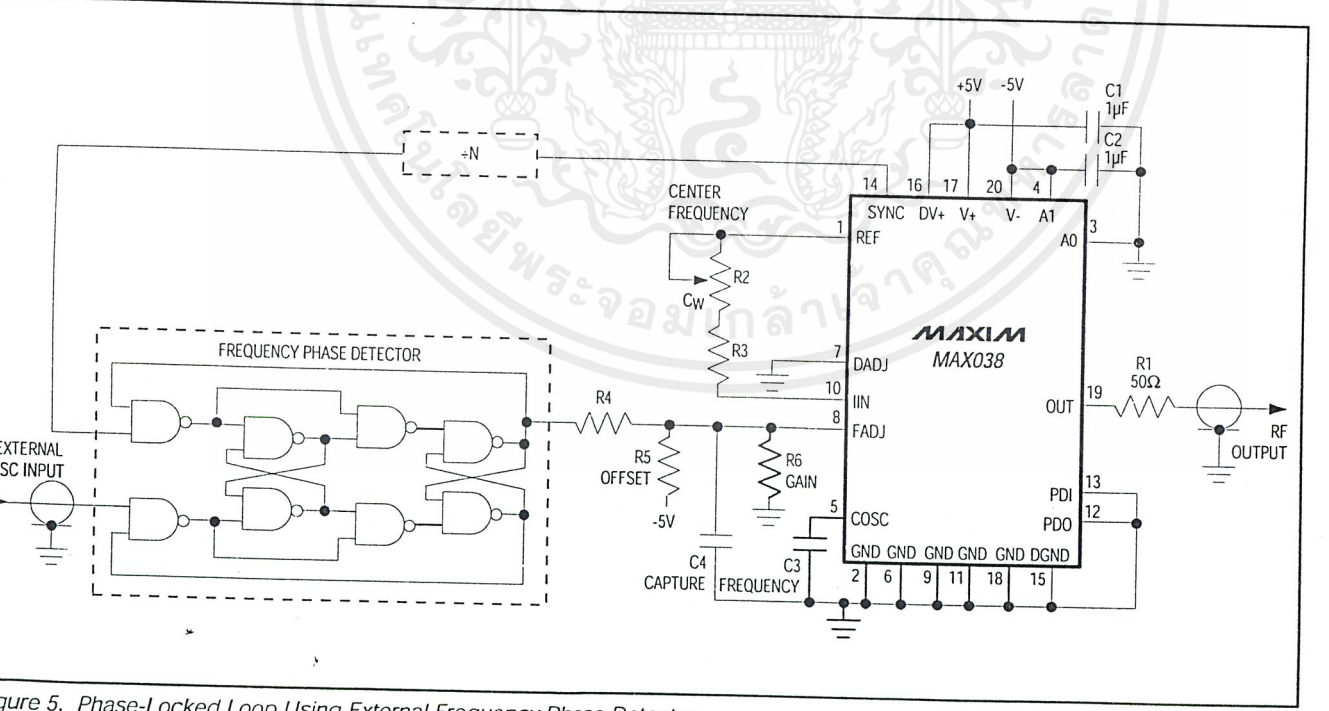 +5V -5V
C1
1µF
C2
1µF
÷N
14 16 17 20 4
SYNC DV+ V+ V- A1
CENTER
FREQUENCY
1
REF
3
A0
R2
CW
R3
MAXIM
MAX038
7
DADJ
10
IIN
8
FADJ
R1
50Ω
19
OUT
RF
OUTPUT
FREQUENCY PHASE DETECTOR
R4
R5
OFFSET
-5V
R6
GAIN
EXTERNAL
SC INPUT
13
PDI
12
PDO
5
COSC
C4
CAPTURE FREQUENCY
C3
GND GND GND GND GND DGND
2 6 9 11 18 15
gure 5. Phase-Locked Loop Using External Frequency Phase Detector